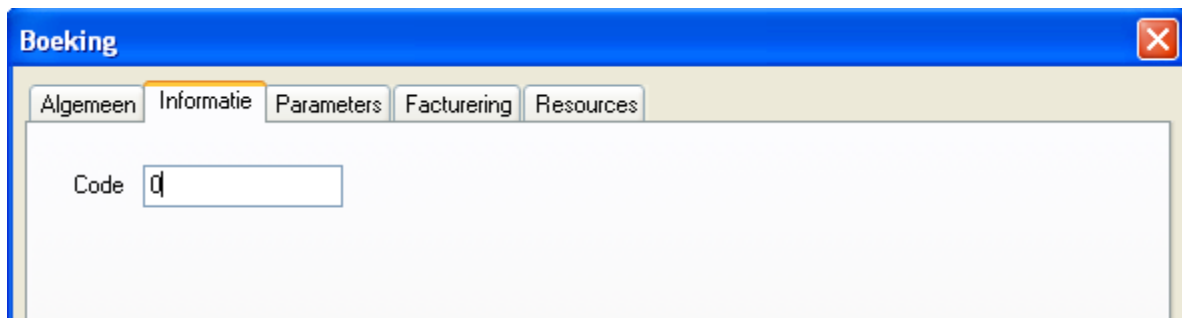 Boeking
Algemeen Informatie Parameters Facturering Resources
Code 0